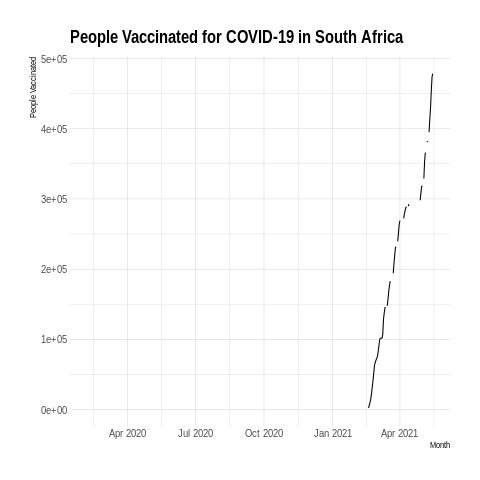 People Vaccinated for COVID-19 in South Africa
People Vaccinated
5e+05
4e+05
3e+05
2e+05
1e+05
0e+00
Apr 2020 Jul 2020 Oct 2020 Jan 2021 Apr 2021
Month